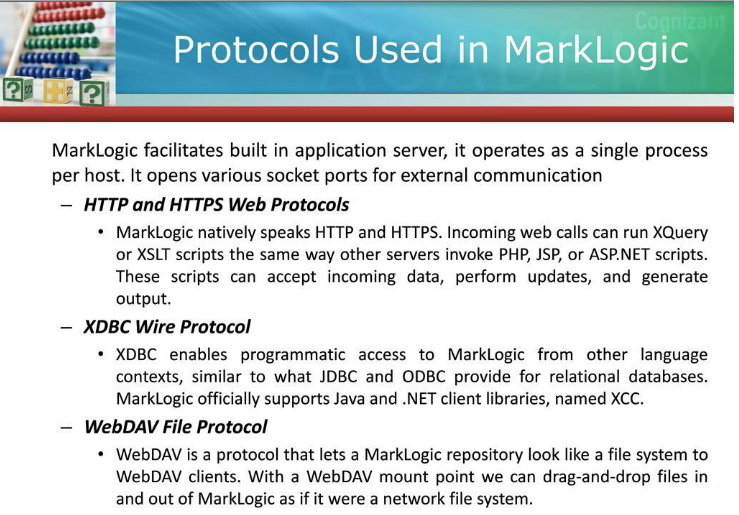 Cognizant
Protocols Used in MarkLogic
MarkLogic facilitates built in application server, it operates as a single process
per host. It opens various socket ports for external communication
– HTTP and HTTPS Web Protocols
• MarkLogic natively speaks HTTP and HTTPS. Incoming web calls can run XQuery
or XSLT scripts the same way other servers invoke PHP, JSP, or ASP.NET scripts.
These scripts can accept incoming data, perform updates, and generate
output.
– XDBC Wire Protocol
• XDBC enables programmatic access to MarkLogic from other language
contexts, similar to what JDBC and ODBC provide for relational databases.
MarkLogic officially supports Java and .NET client libraries, named XCC.
– WebDAV File Protocol
• WebDAV is a protocol that lets a MarkLogic repository look like a file system to
WebDAV clients. With a WebDAV mount point we can drag-and-drop files in
and out of MarkLogic as if it were a network file system.